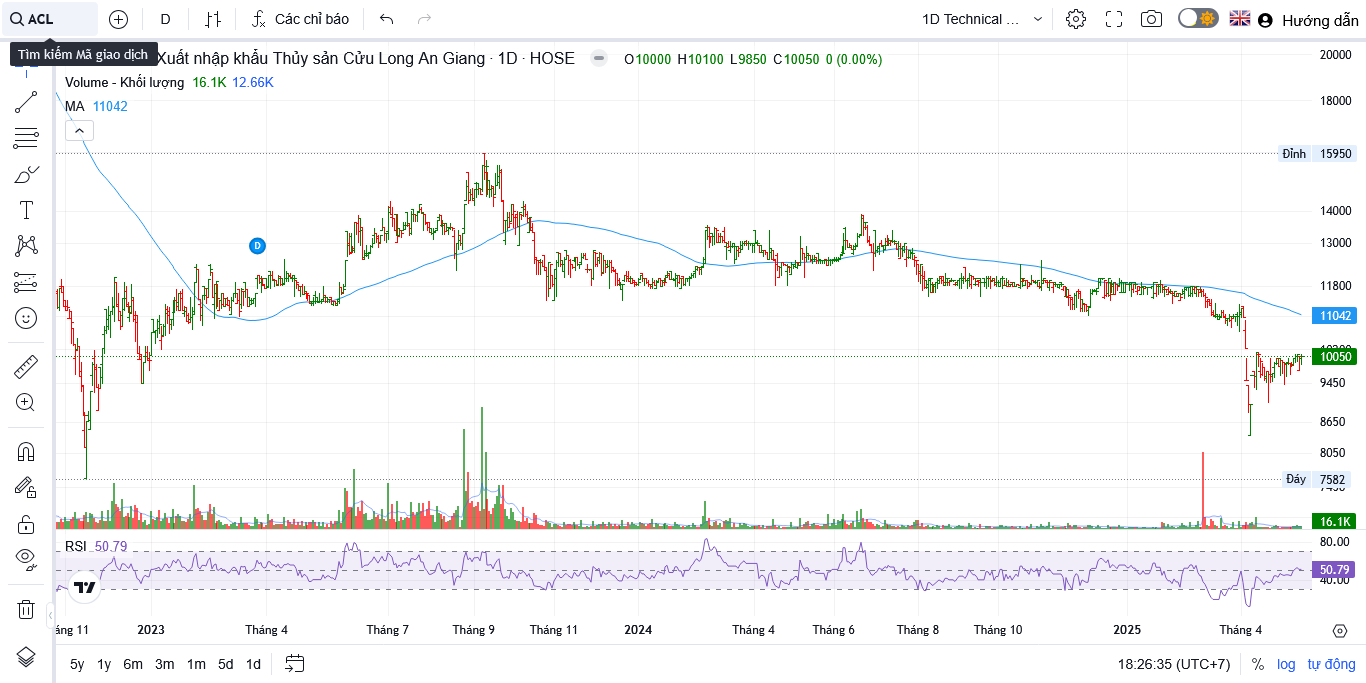 ACL
D
Các chỉ báo
1D Technical ...
Hướng dẫn
Tìm kiếm Mã giao dịch
Xuất nhập khẩu Thủy sản Cửu Long An Giang · 1D · HOSE
O10000 H10100 L9850 C10050 0 (0.00%)
Volume - Khối lượng 16.1K 12.66K
MA 11042
20000
18000
Đỉnh 15950
14000
13000
D
11800
11042
10050
9450
8650
8050
Đáy 7582
16.1K
RSI 50.79
80.00
50.79
40.00
áng 11 2023 Tháng 4 Tháng 7 Tháng 9 Tháng 11 2024 Tháng 4 Tháng 6 Tháng 8 Tháng 10 2025 Tháng 4
5y 1y 6m 3m 1m 5d 1d
18:26:35 (UTC+7) % log tự động